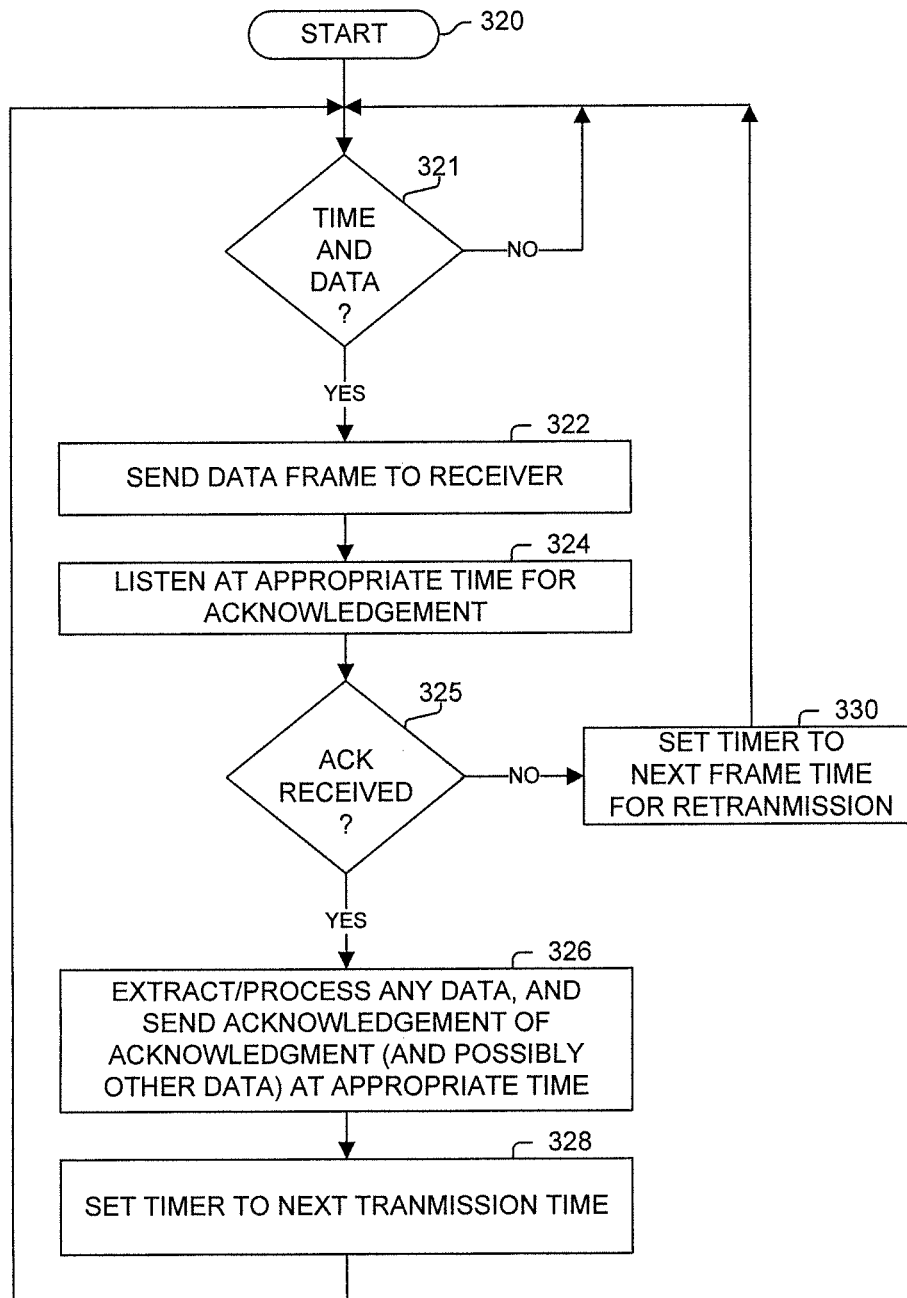 START
320
321
TIME
AND
DATA
?
NO
YES
322
SEND DATA FRAME TO RECEIVER
324
LISTEN AT APPROPRIATE TIME FOR
ACKNOWLEDGEMENT
325
ACK
RECEIVED
?
NO
330
SET TIMER TO
NEXT FRAME TIME
FOR RETRANMISSION
YES
326
EXTRACT/PROCESS ANY DATA, AND
SEND ACKNOWLEDGEMENT OF
ACKNOWLEDGMENT (AND POSSIBLY
OTHER DATA) AT APPROPRIATE TIME
328
SET TIMER TO NEXT TRANMISSION TIME